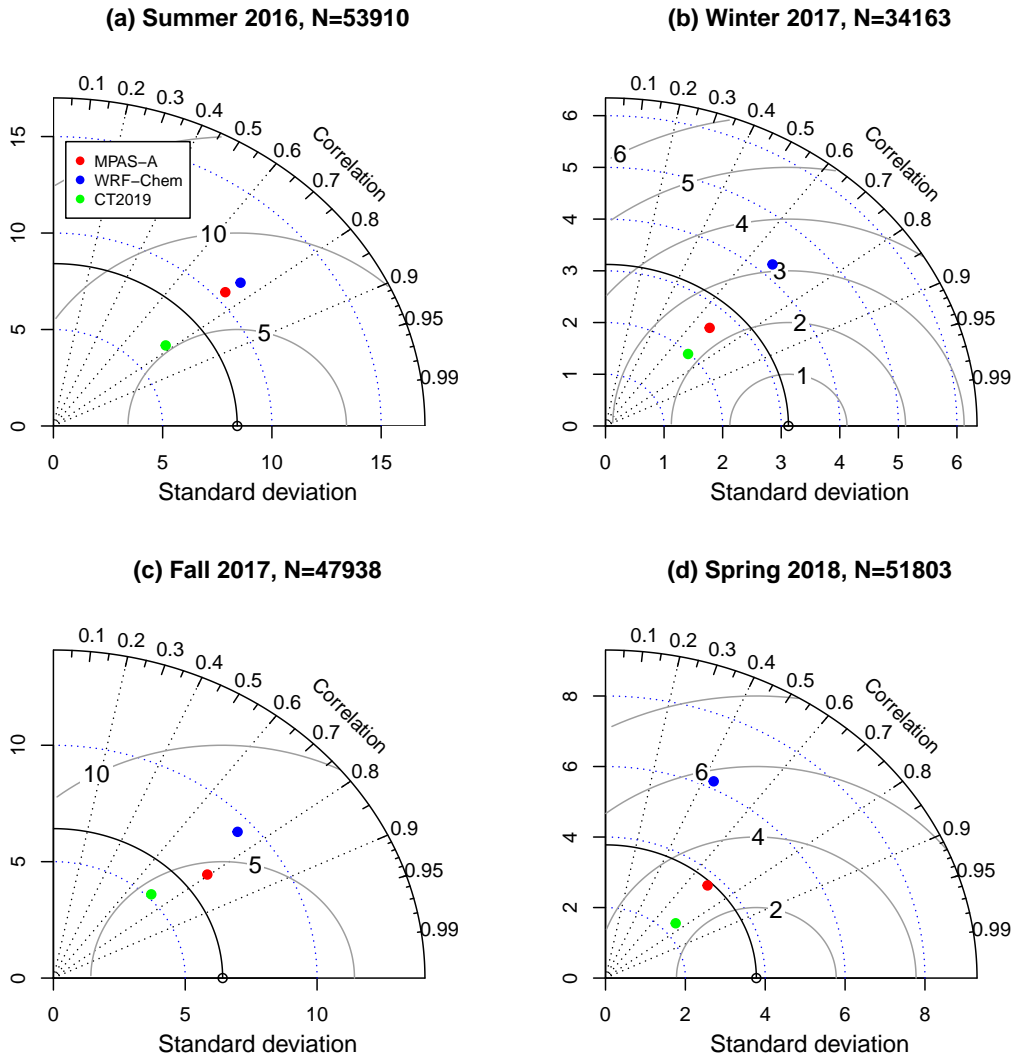 (a) Summer 2016, N=53910
0.1 0.2 0.3 0.4 0.5 0.6 0.7 0.8 0.9 0.95 0.99
Correlation
MPAS−A
WRF−Chem
CT2019
10
5
15
10
5
0
0 5 10 15
Standard deviation
(b) Winter 2017, N=34163
0.1 0.2 0.3 0.4 0.5 0.6 0.7 0.8 0.9 0.95 0.99
Correlation
6
5
4
3
2
1
6
5
4
3
2
1
0
0 1 2 3 4 5 6
Standard deviation
(c) Fall 2017, N=47938
0.1 0.2 0.3 0.4 0.5 0.6 0.7 0.8 0.9 0.95 0.99
Correlation
10
5
10
5
0
0 5 10
Standard deviation
(d) Spring 2018, N=51803
0.1 0.2 0.3 0.4 0.5 0.6 0.7 0.8 0.9 0.95 0.99
Correlation
6
4
2
8
6
4
2
0
0 2 4 6 8
Standard deviation